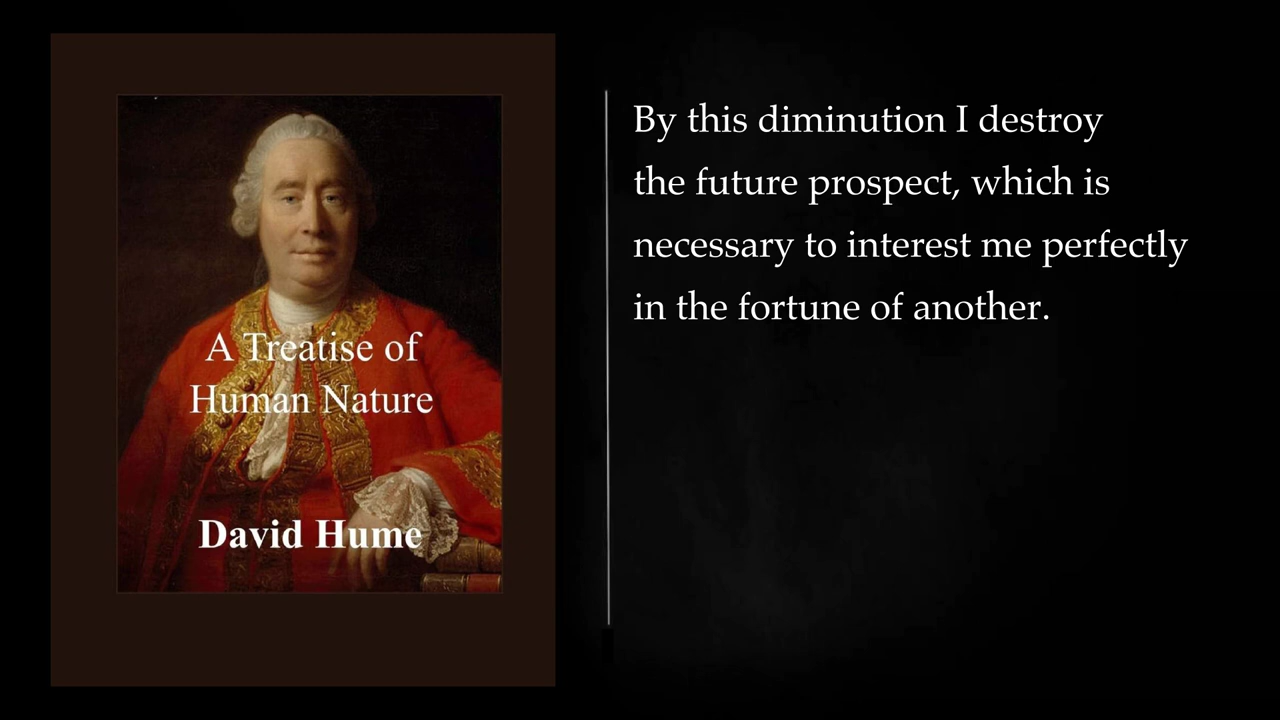 A Treatise of
Human Nature
David Hume
By this diminution I destroy
the future prospect, which is
necessary to interest me perfectly
in the fortune of another.